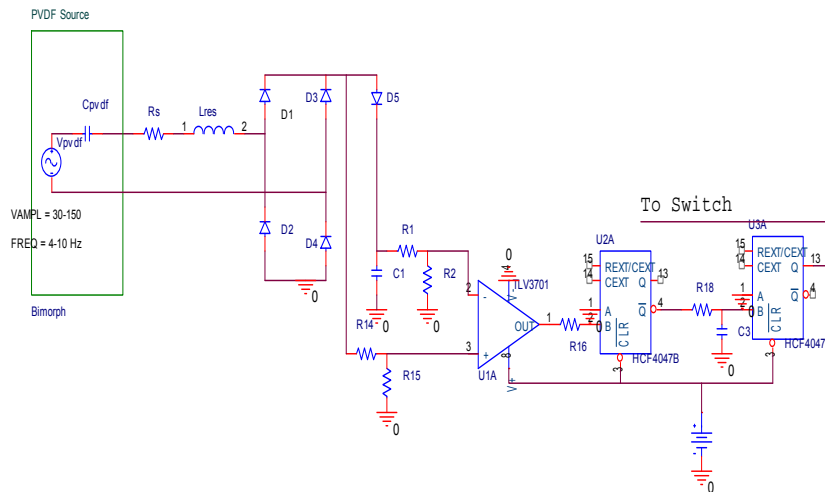 PVDF Source
Cpvdf
Vpvdf
Rs
1 Lres 2
D3
D1
D5
VAMPL = 30-150
FREQ = 4-10 Hz
D2
D4
0
Bimorph
R1
C1
R2
0
0
R14
R15
0
0
4
TLV3701
2
-
V-
OUT
1
3
+
8
V+
U1A
R16
To Switch
U2A
15
REXT/CEXT
14
CEXT
Q
13
1
A
2
B
Q
4
CLR
3
HCF4047B
0
R18
C3
0
U3A
15
REXT/CEXT
14
CEXT
Q
13
1
A
B
Q
4
CLR
3
HCF4047
+
-
0